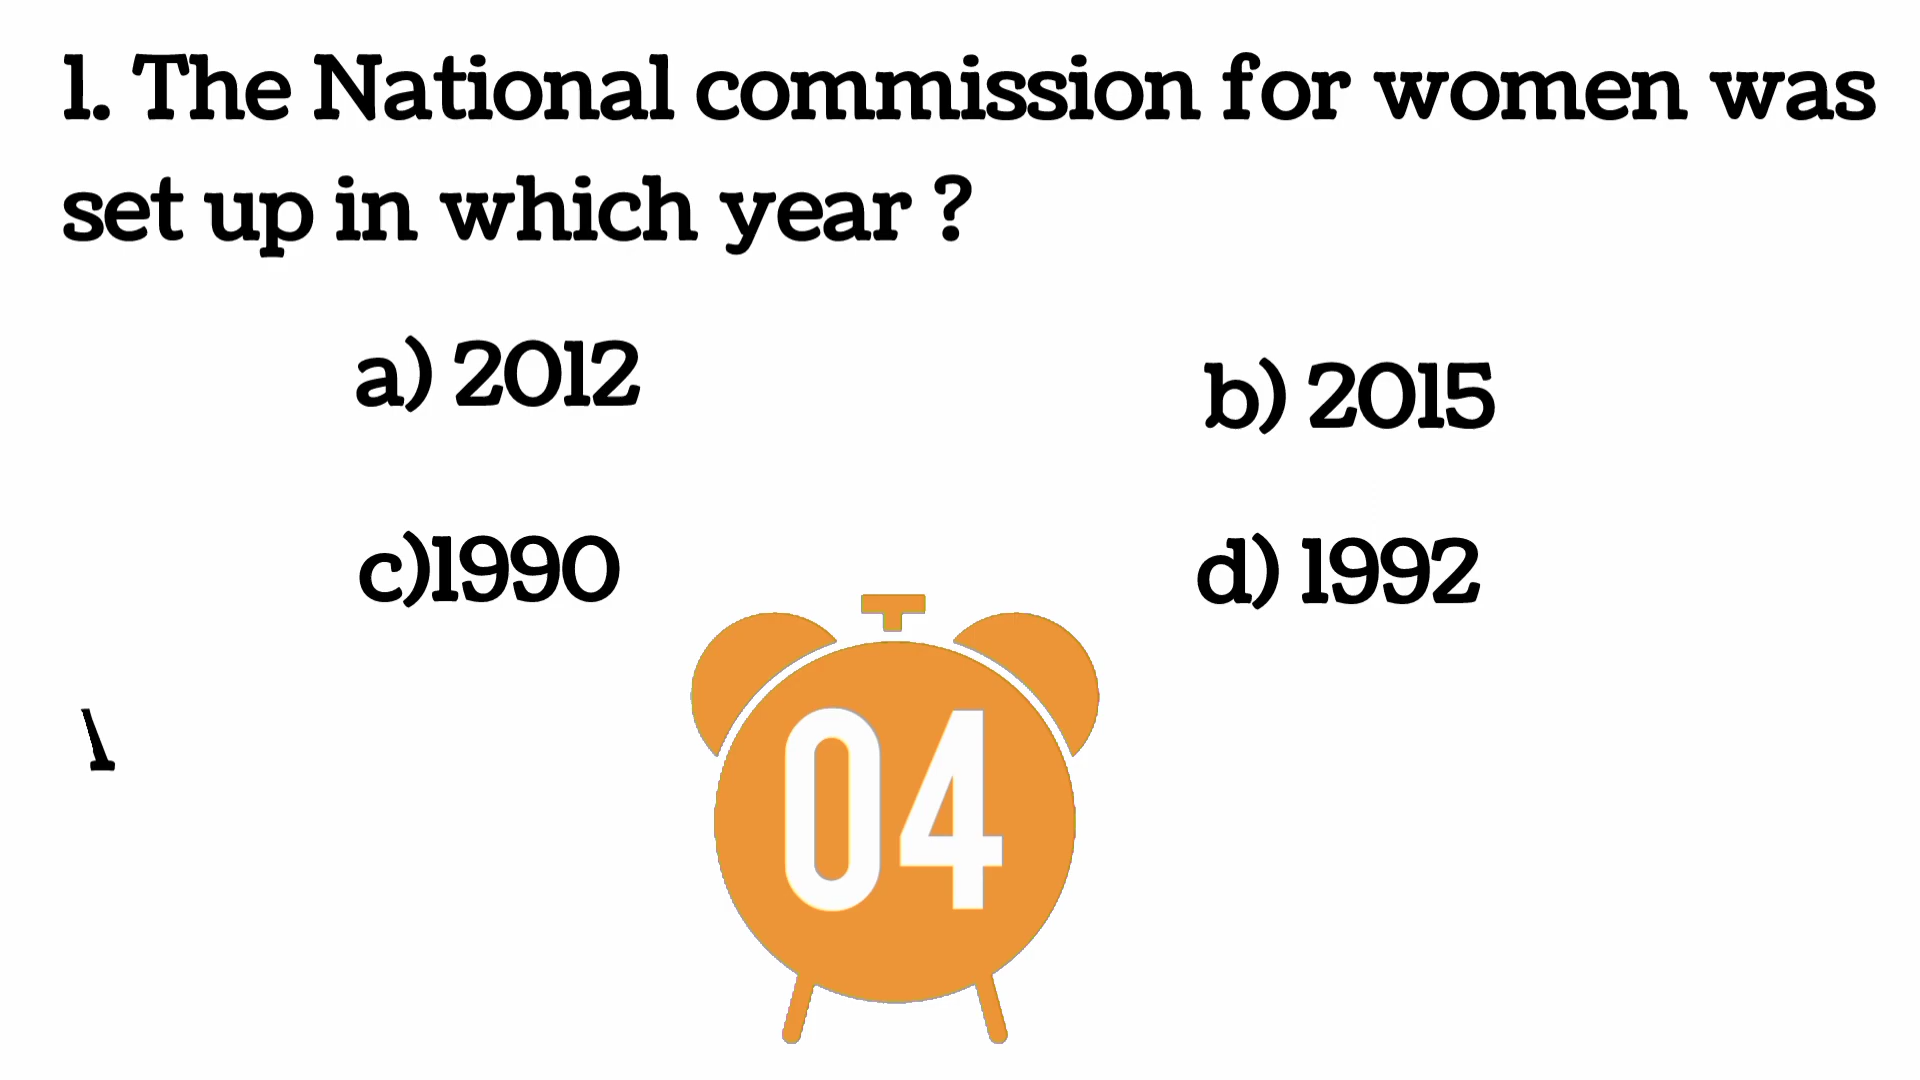 1. The National commission for women was
set up in which year ?
a) 2012
b) 2015
c)1990
d) 1992
04